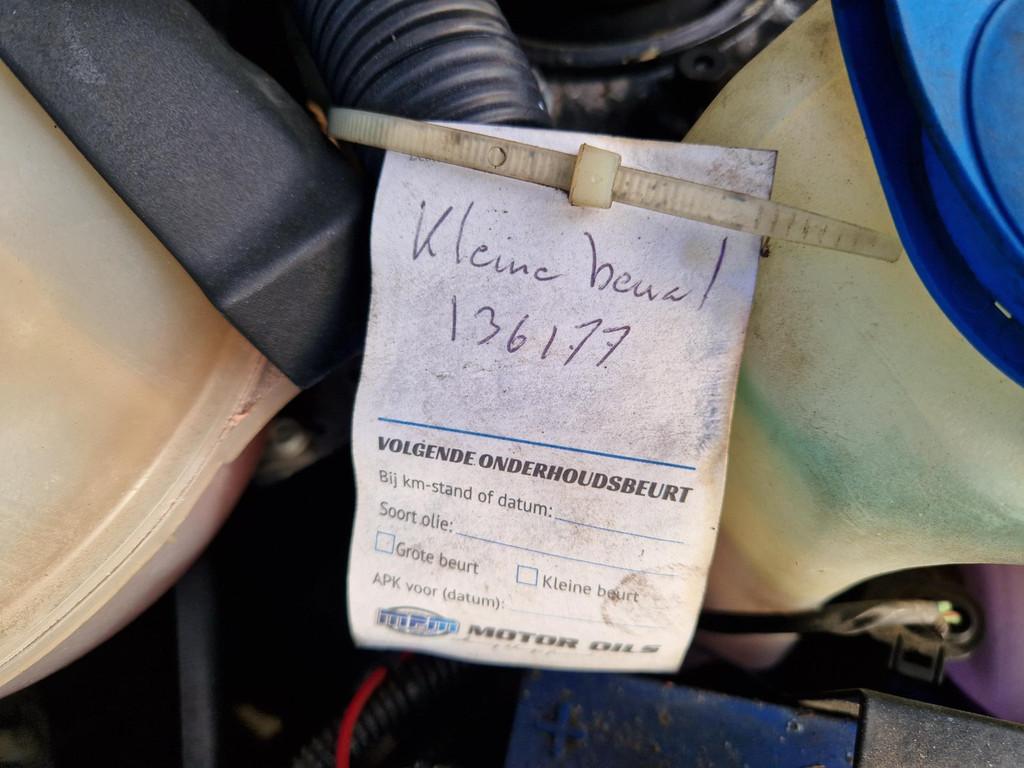 Kleine beurt
136177
VOLGENDE ONDERHOUDSBEURT
Bij km-stand of datum:
Soort olie:
Grote beurt
Kleine beurt
APK voor (datum):
MPM MOTOR OILS